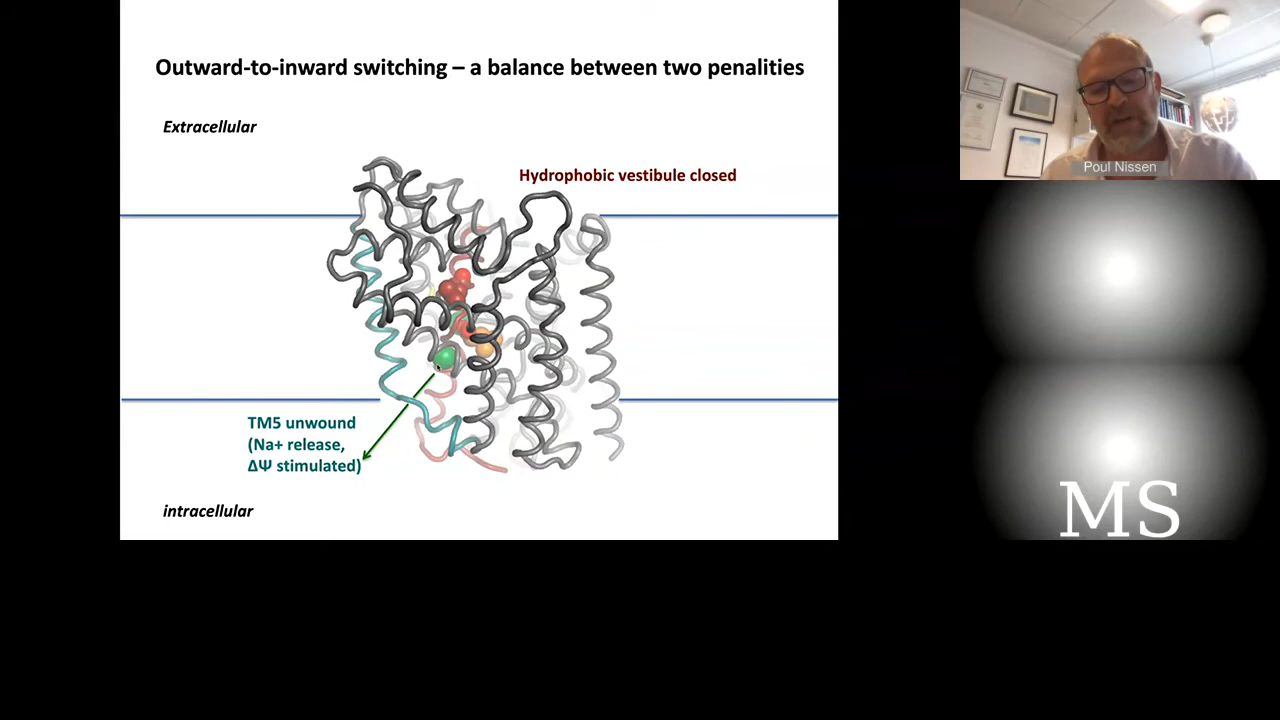 Outward-to-inward switching – a balance between two penalities
Extracellular
Hydrophobic vestibule closed
TM5 unwound
(Na+ release,
ΔΨ stimulated)
intracellular
Poul Nissen
MS